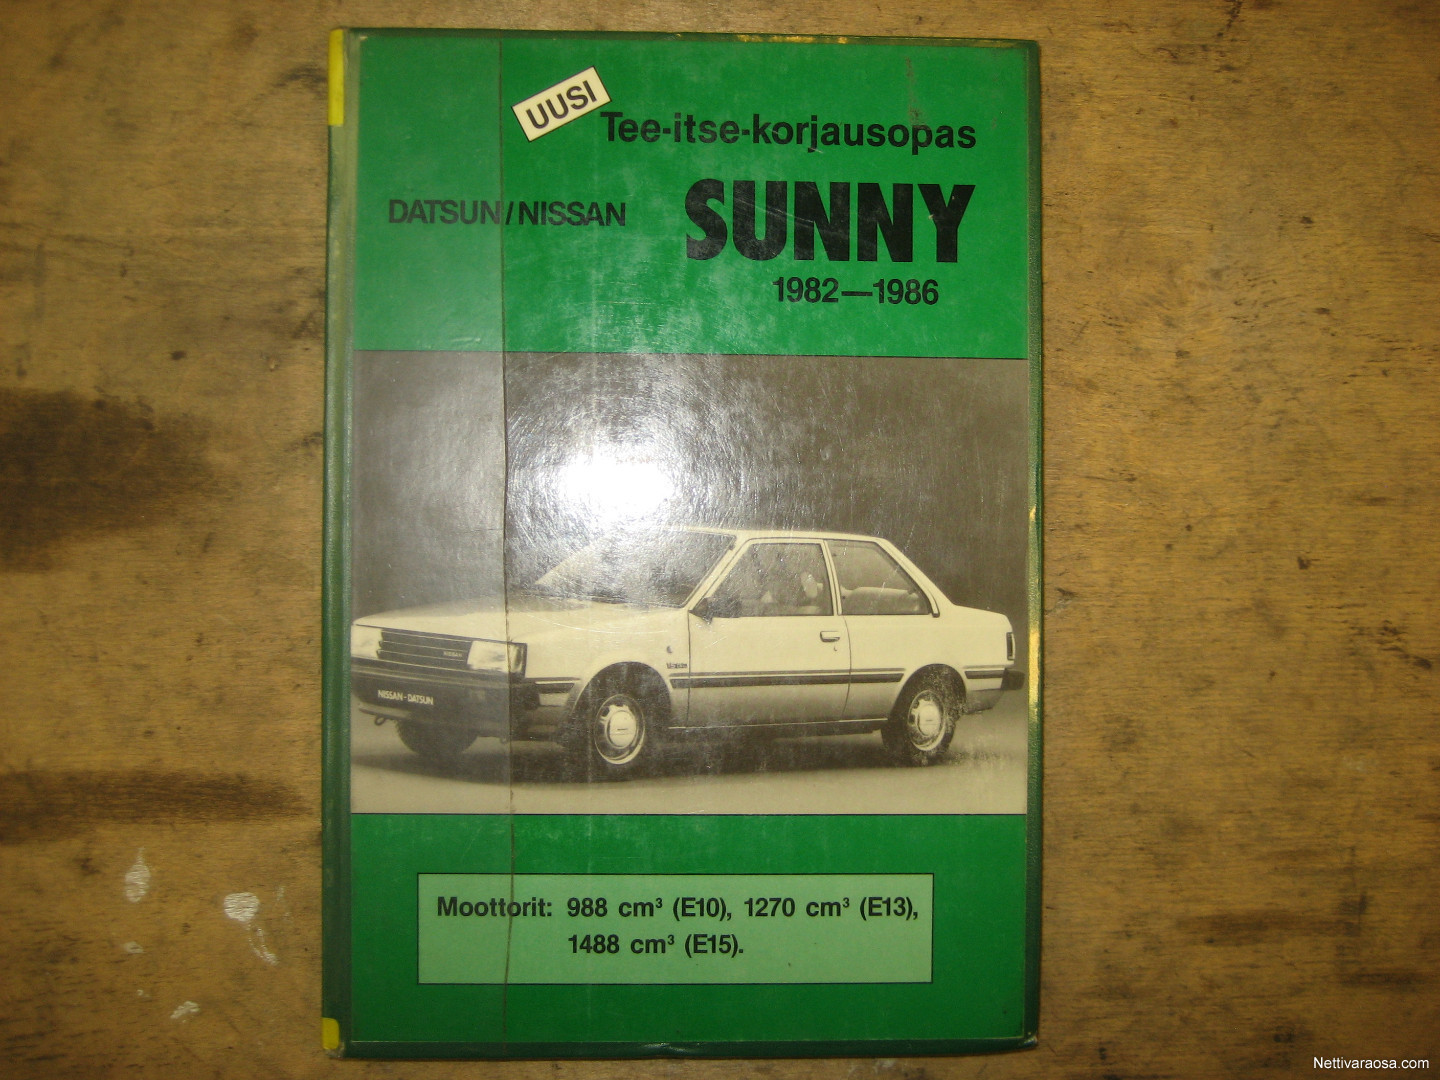 UUSI
Tee-itse-korjausopas
DATSUN/NISSAN
SUNNY
1982—1986
NISSAN
NISSAN-DATSUN
Moottorit: 988 cm³ (E10), 1270 cm³ (E13),
1488 cm³ (E15).
Nettivaraosa.com